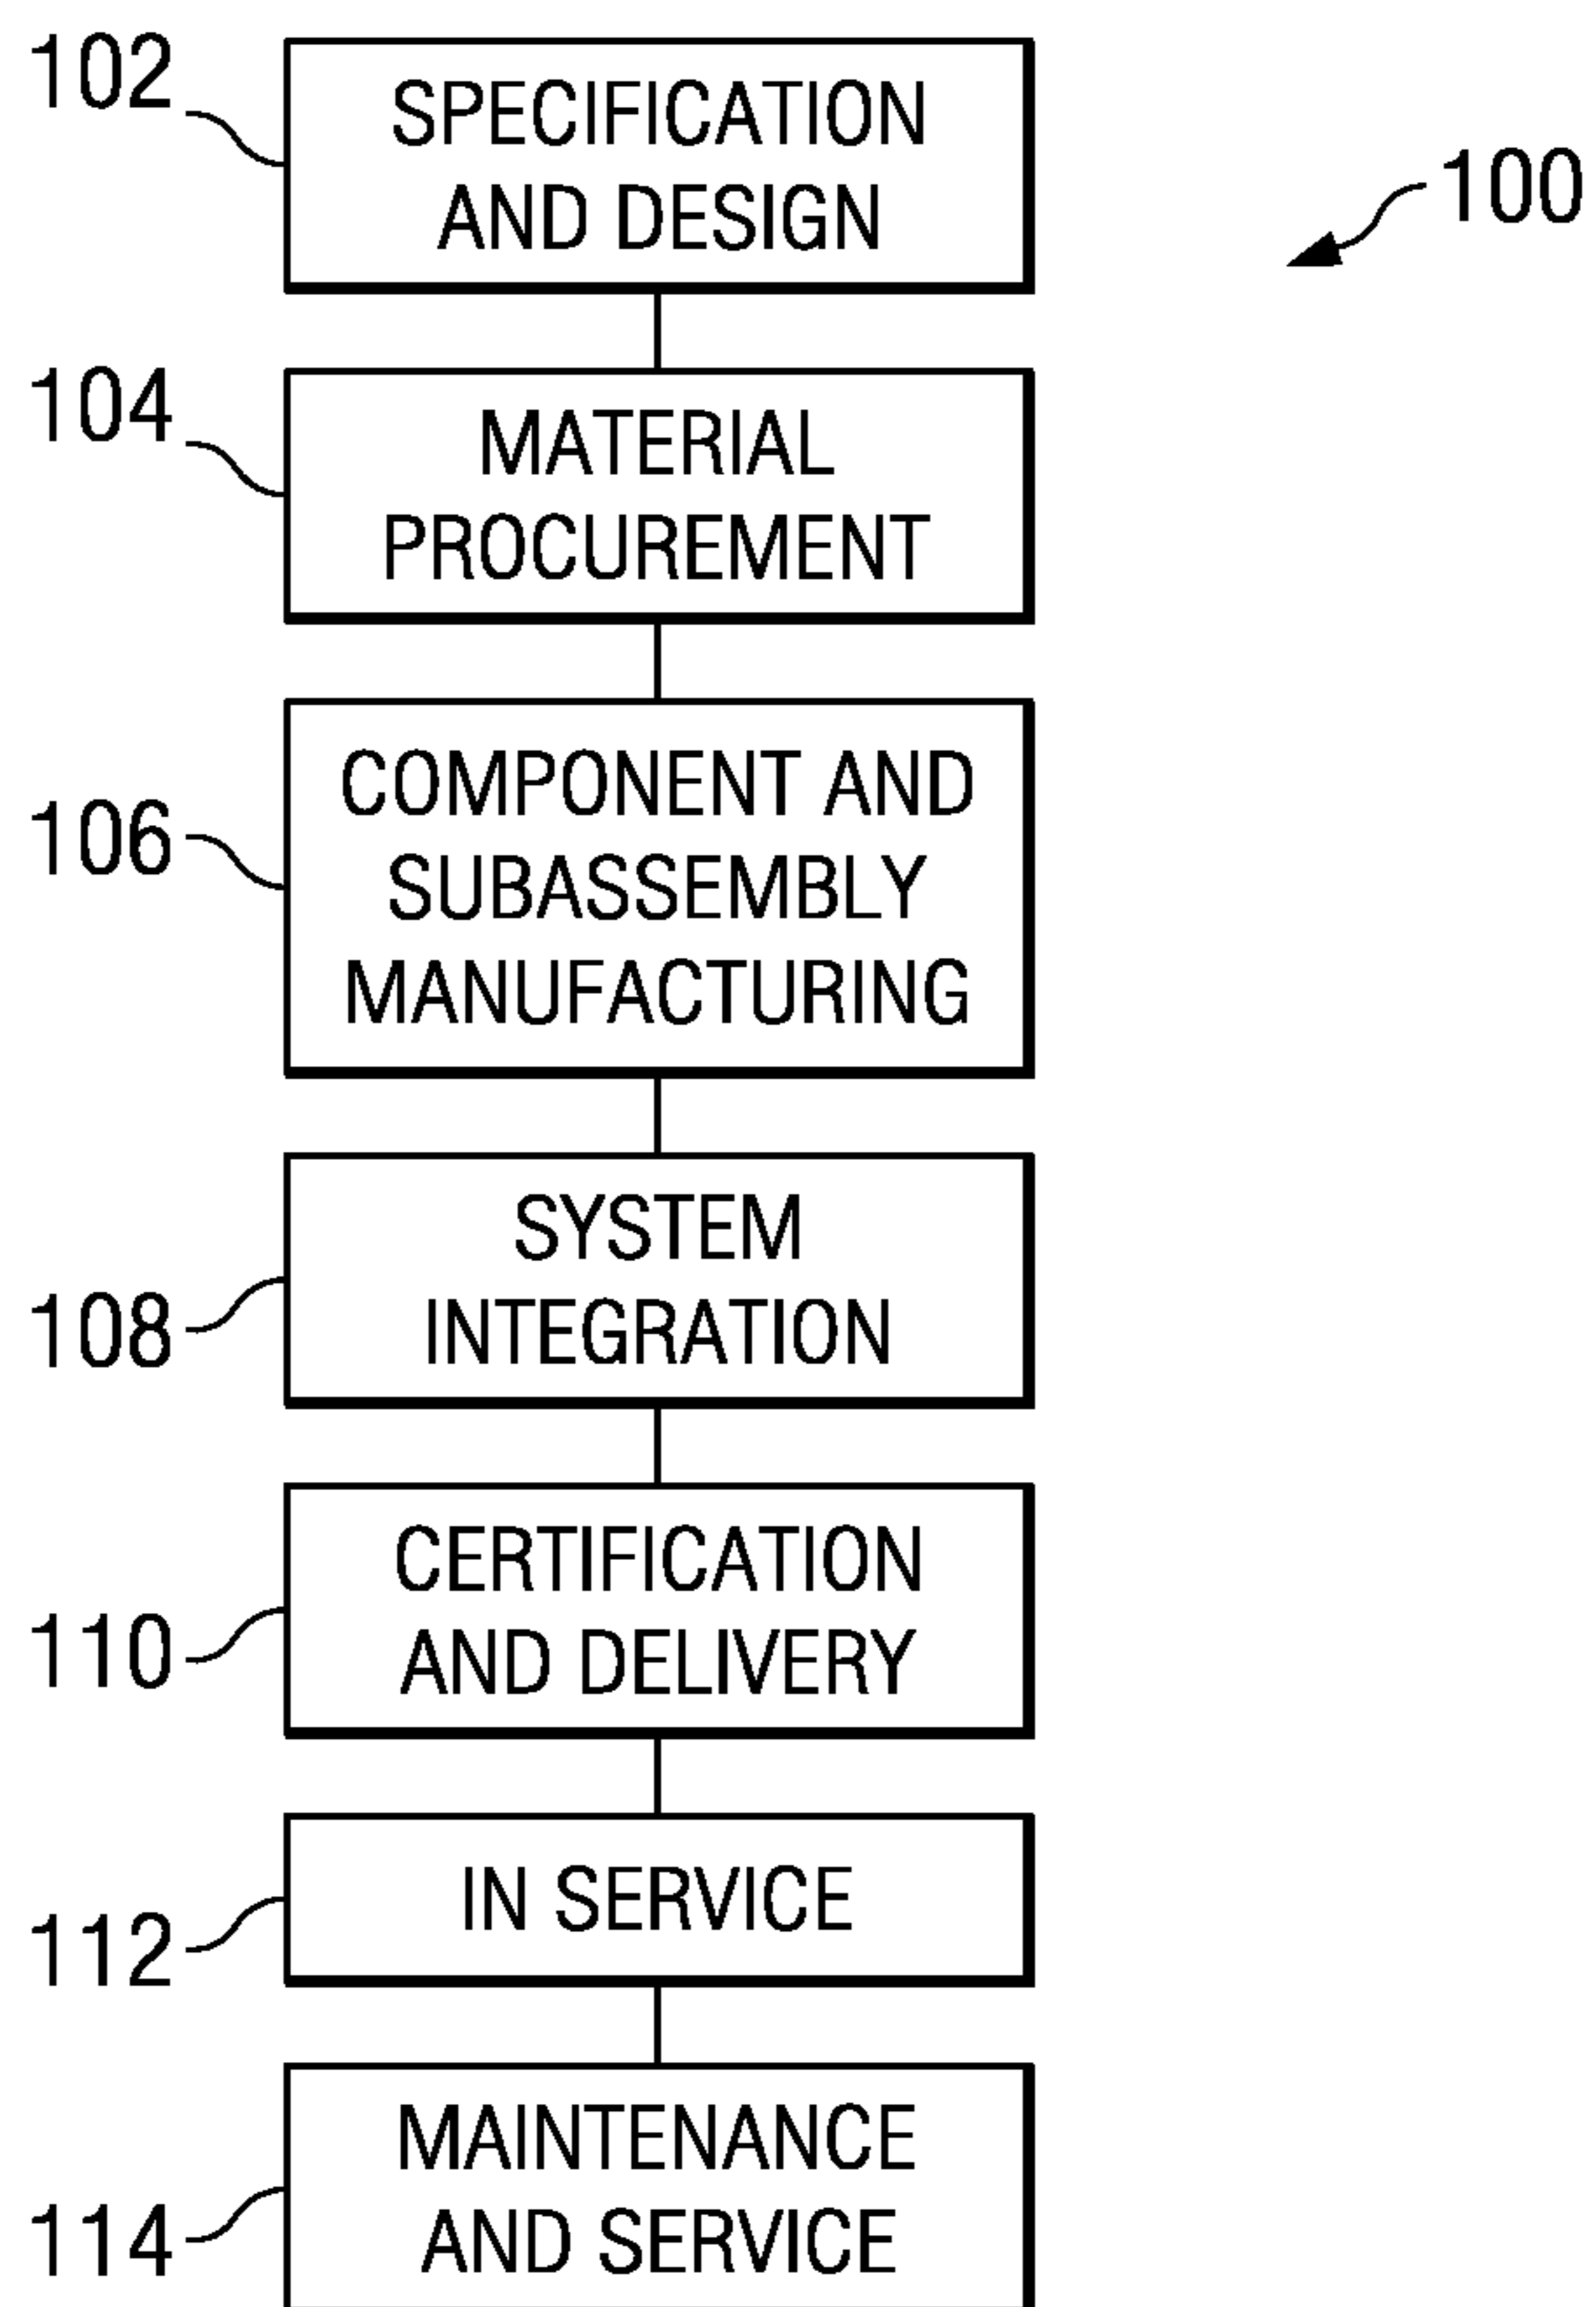 102
SPECIFICATION
AND DESIGN
100
104
MATERIAL
PROCUREMENT
106
COMPONENT AND
SUBASSEMBLY
MANUFACTURING
108
SYSTEM
INTEGRATION
110
CERTIFICATION
AND DELIVERY
112
IN SERVICE
114
MAINTENANCE
AND SERVICE